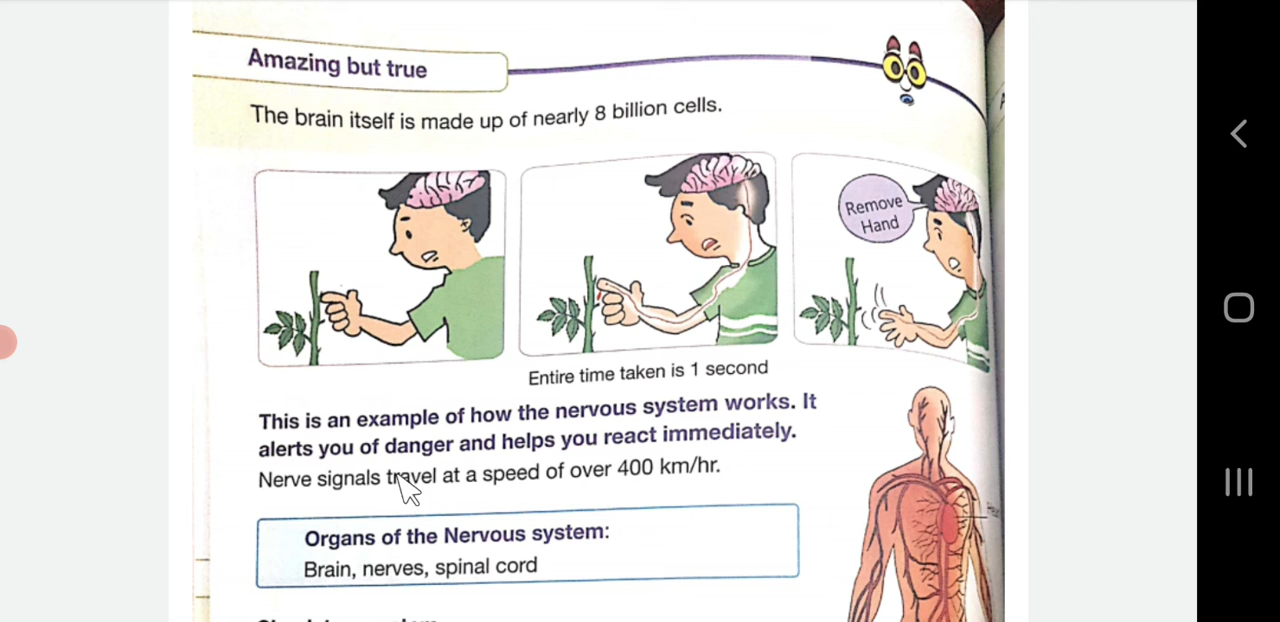 Amazing but true
The brain itself is made up of nearly 8 billion cells.
Remove
Hand
Entire time taken is 1 second
This is an example of how the nervous system works. It
alerts you of danger and helps you react immediately.
Nerve signals travel at a speed of over 400 km/hr.
Organs of the Nervous system:
Brain, nerves, spinal cord